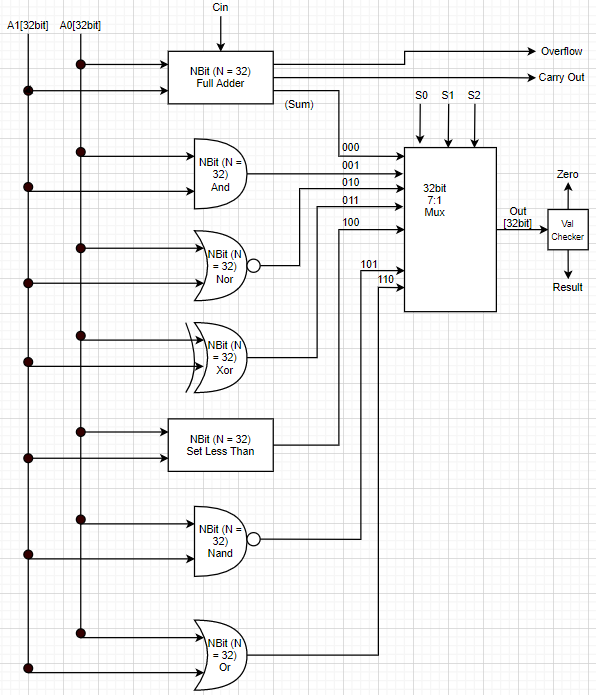 Cin
A1[32bit] A0[32bit]
Overflow
NBit (N = 32)
Full Adder
Carry Out
(Sum)
S0 S1 S2
000
001
010
011
100
101
110
32bit
7:1
Mux
Out
[32bit]
Zero
Val
Checker
Result
NBit (N =
32)
And
NBit (N
= 32)
Nor
NBit (N
= 32)
Xor
NBit (N = 32)
Set Less Than
NBit (N =
32)
Nand
NBit (N
= 32)
Or